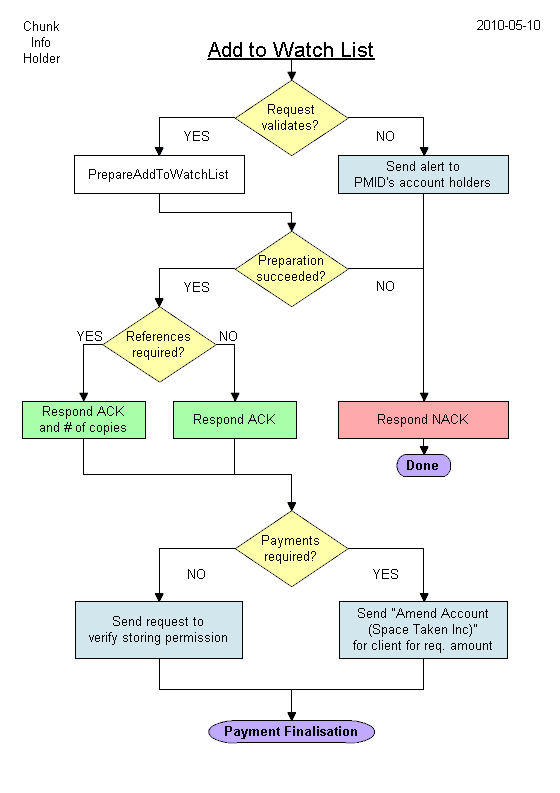 Chunk
Info
Holder
2010-05-10
Add to Watch List
Request
validates?
YES
NO
PrepareAddToWatchList
Send alert to
PMID's account holders
Preparation
succeeded?
YES
NO
References
required?
YES
NO
Respond ACK
and # of copies
Respond ACK
Respond NACK
Done
Payments
required?
NO
YES
Send request to
verify storing permission
Send "Amend Account
(Space Taken Inc)"
for client for req. amount
Payment Finalisation